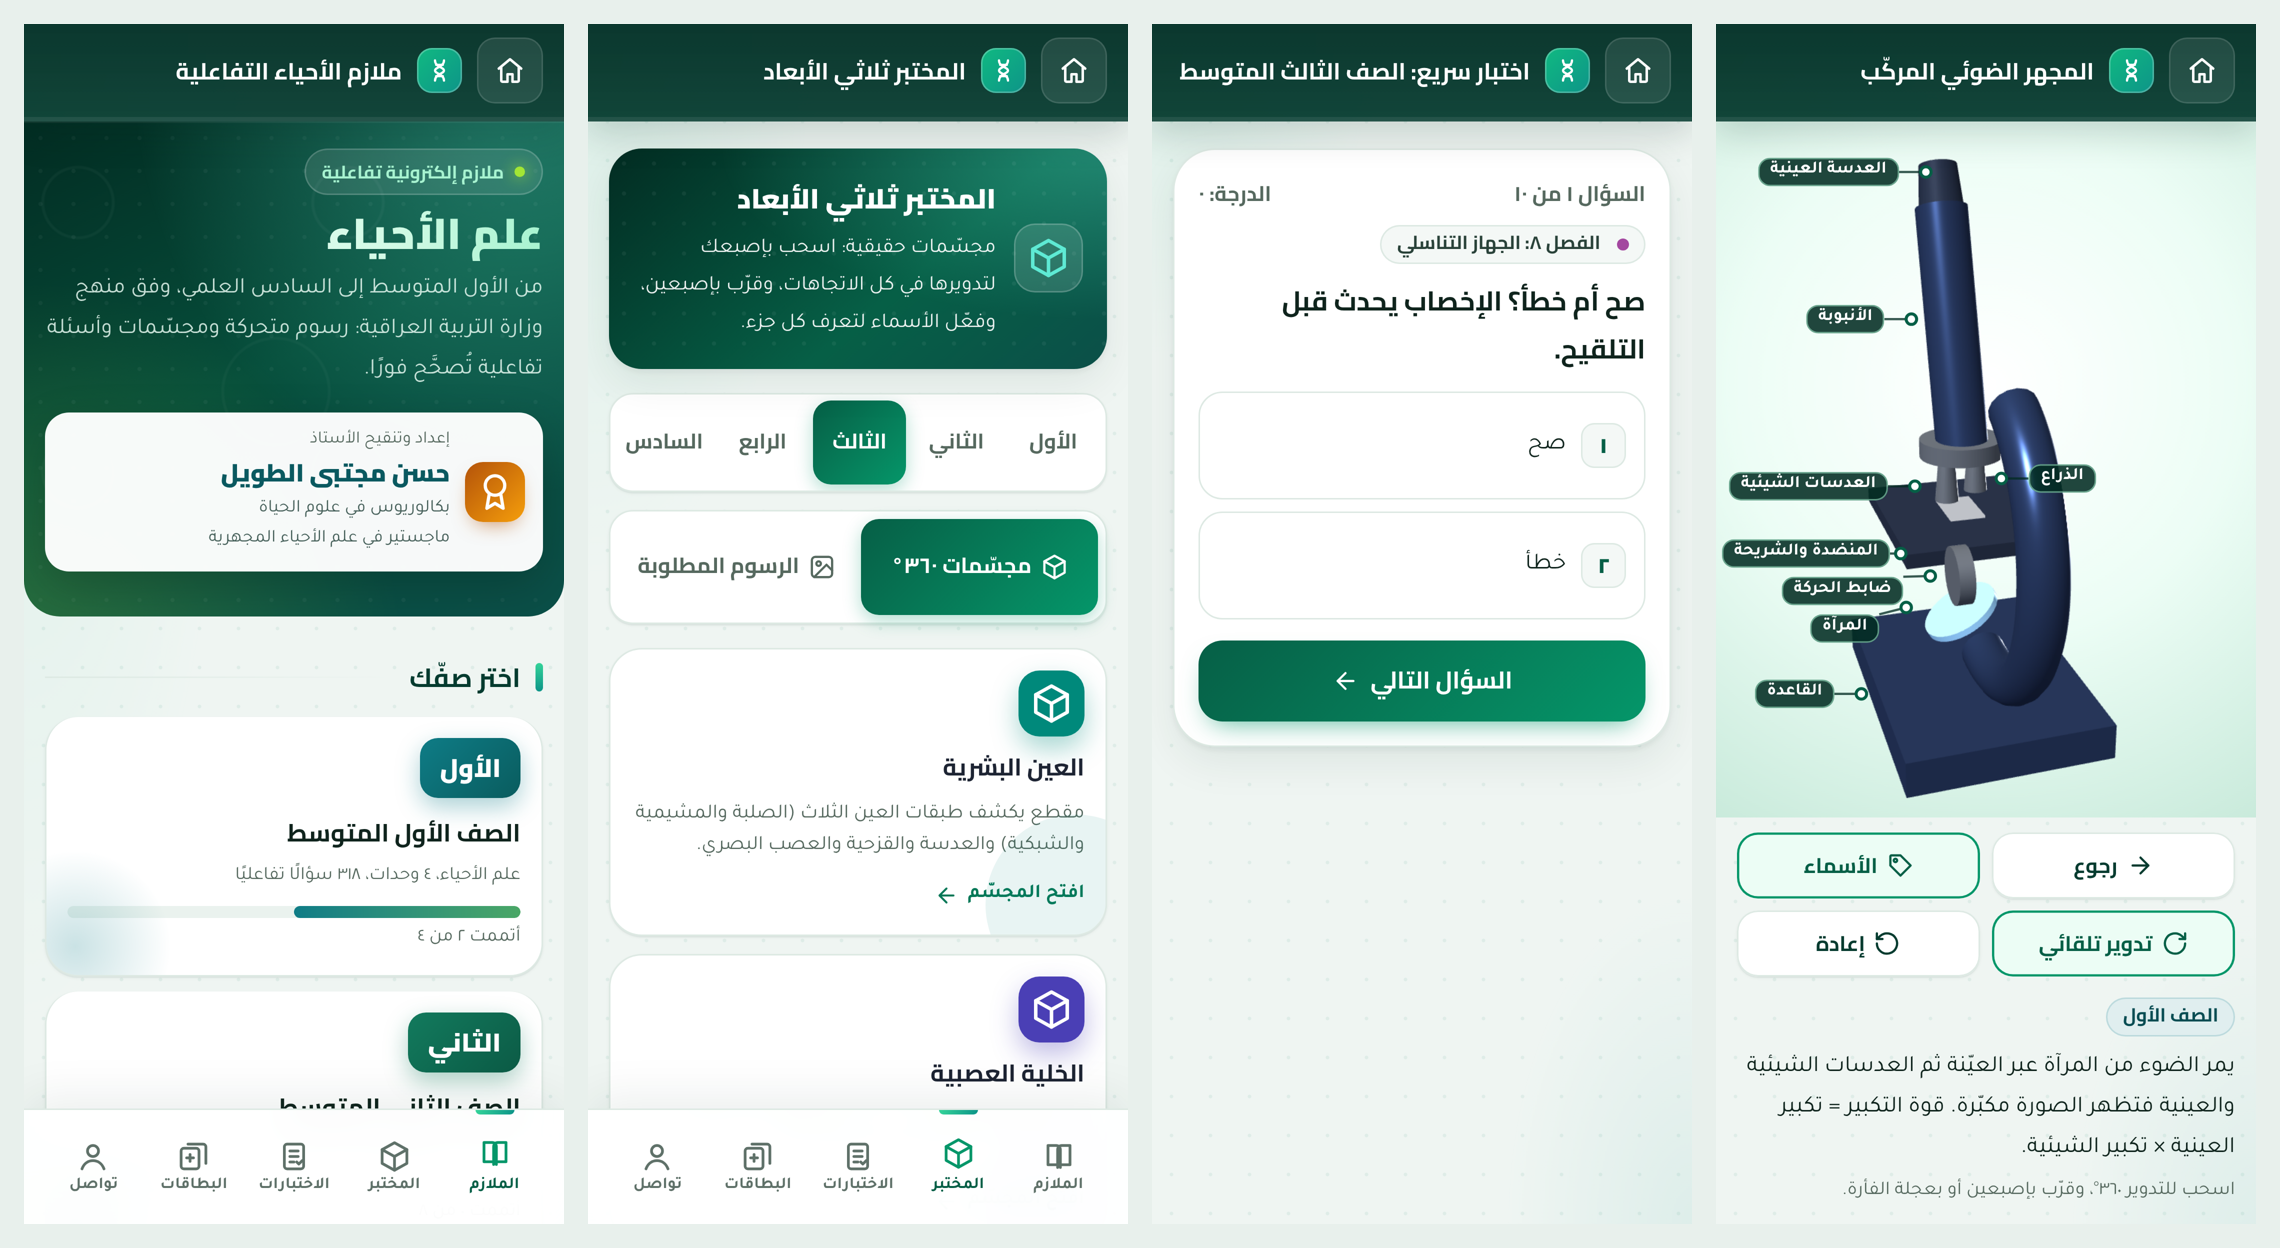 ملازم الأحياء التفاعلية
ملازم إلكترونية تفاعلية
علم الأحياء
من الأول المتوسط إلى السادس العلمي، وفق منهج
وزارة التربية العراقية: رسوم متحركة ومجسّمات وأسئلة
تفاعلية تُصحَّح فورًا.
إعداد وتنقيح الأستاذ
حسن مجتبى الطويل
بكالوريوس في علوم الحياة
ماجستير في علم الأحياء المجهرية
اختر صفّك
الأول
الصف الأول المتوسط
علم الأحياء، ٤ وحدات، ٣١٨ سؤالًا تفاعليًا
أتممت ٢ من ٤
الثاني
الصف الثاني المتوسط
الملازم
المختبر
الاختبارات
البطاقات
تواصل
المختبر ثلاثي الأبعاد
المختبر ثلاثي الأبعاد
مجسّمات حقيقية: اسحب بإصبعك
لتدويرها في كل الاتجاهات، وقرّب بإصبعين،
وفعّل الأسماء لتعرف كل جزء.
الأول
الثاني
الثالث
الرابع
السادس
مجسّمات ٣٦٠°
الرسوم المطلوبة
العين البشرية
مقطع يكشف طبقات العين الثلاث (الصلبة والمشيمية
والشبكية) والعدسة والقزحية والعصب البصري.
افتح المجسّم ←
الخلية العصبية
الملازم
المختبر
الاختبارات
البطاقات
تواصل
اختبار سريع: الصف الثالث المتوسط
السؤال ١ من ١٠
الدرجة: ٠
الفصل ٨: الجهاز التناسلي
صح أم خطأ؟ الإخصاب يحدث قبل
التلقيح.
١ صح
٢ خطأ
السؤال التالي ←
المجهر الضوئي المركّب
العدسة العينية
الأنبوبة
الذراع
العدسات الشيئية
المنضدة والشريحة
ضابط الحركة
المرآة
القاعدة
→ رجوع
الأسماء
تدوير تلقائي
إعادة
الصف الأول
يمر الضوء من المرآة عبر العيّنة ثم العدسات الشيئية
والعينية فتظهر الصورة مكبّرة. قوة التكبير = تكبير
العينية × تكبير الشيئية.
اسحب للتدوير ٣٦٠°، وقرّب بإصبعين أو بعجلة الفأرة.